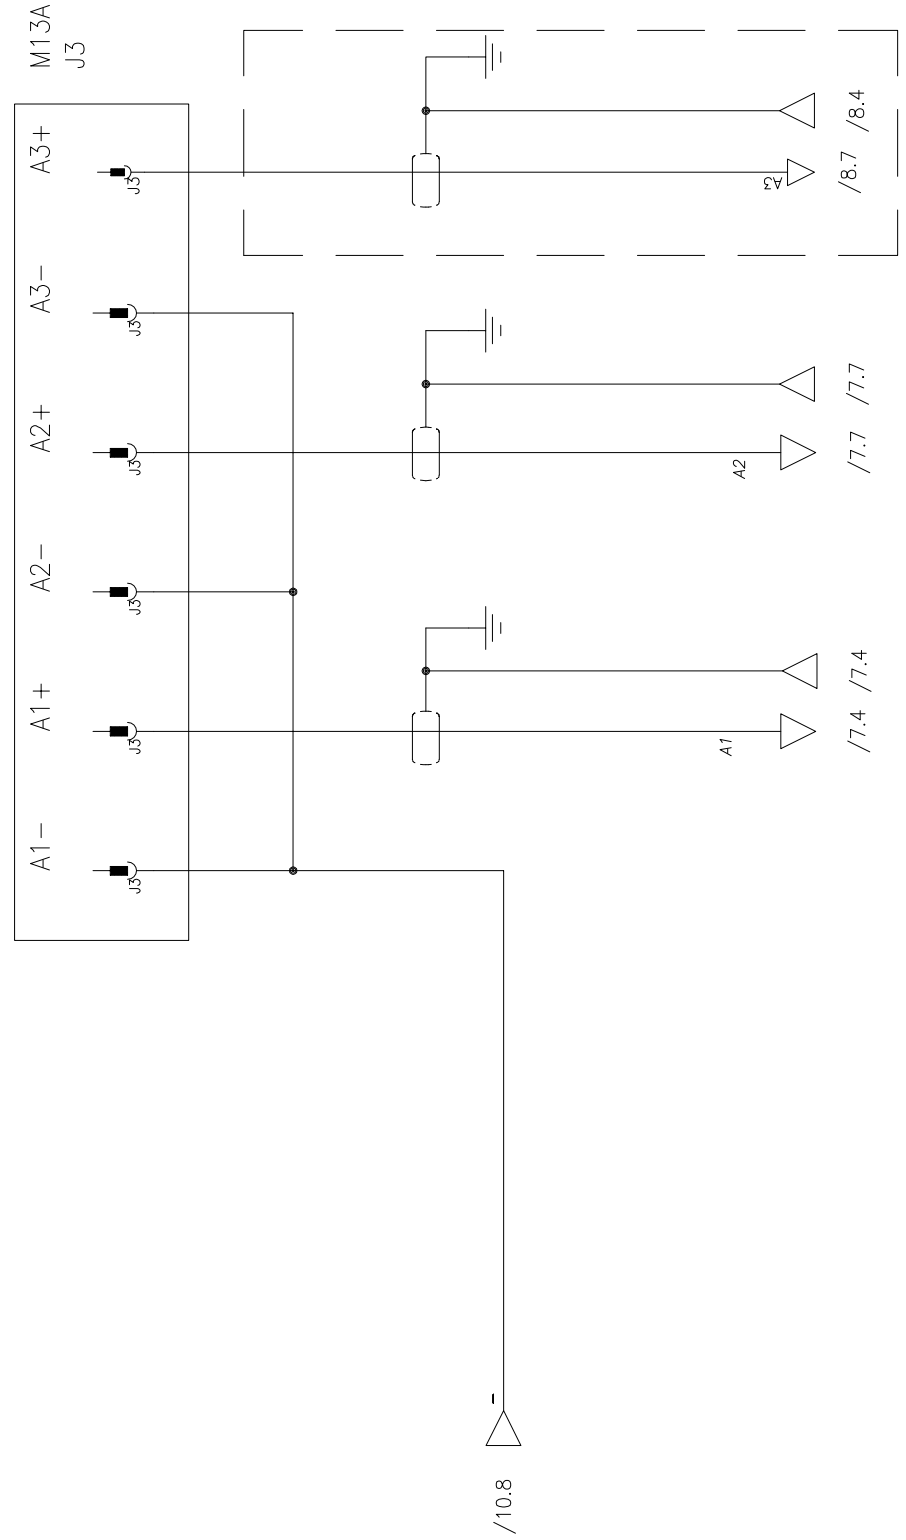 M13A
J3
A1-
A1+
A2-
A2+
A3-
A3+
J3
J3
J3
J3
J3
J3
A1
A2
A3
/7.4
/7.4
/7.7
/7.7
/8.7
/8.4
-
/10.8